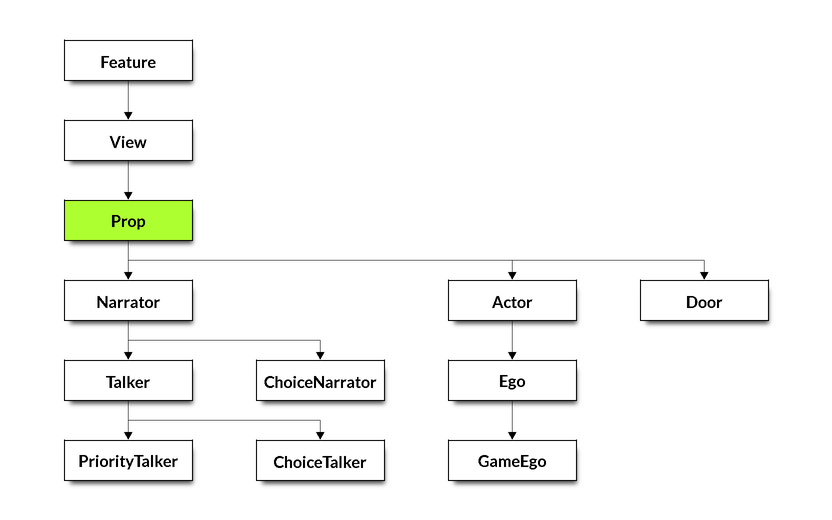 Feature
View
Prop
Narrator
Actor
Door
Talker
ChoiceNarrator
Ego
PriorityTalker
ChoiceTalker
GameEgo